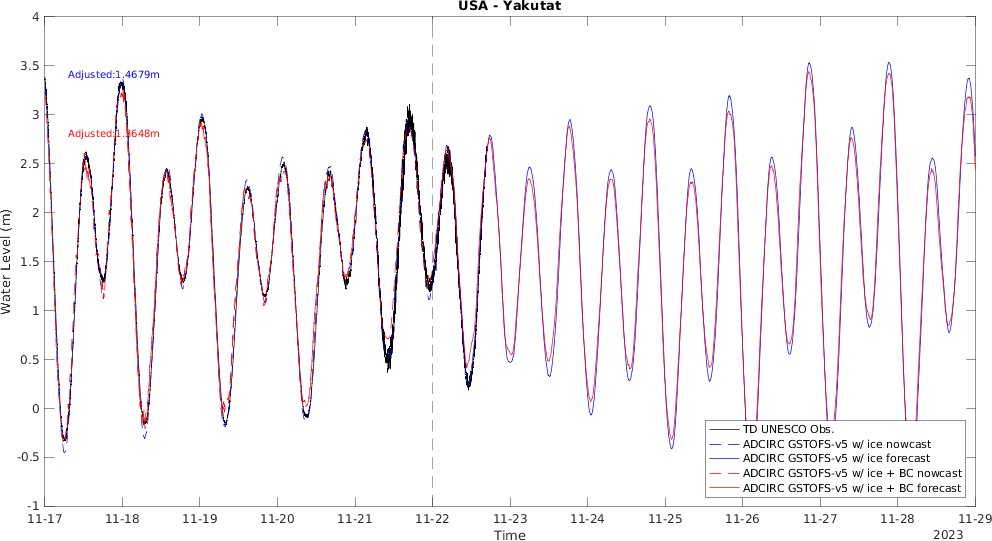 USA - Yakutat
4
3.5
3
2.5
2
1.5
1
0.5
0
-0.5
-1
Water Level (m)
Adjusted:1.4679m
Adjusted:1.3648m
TD UNESCO Obs.
ADCIRC GSTOFS-v5 w/ ice nowcast
ADCIRC GSTOFS-v5 w/ ice forecast
ADCIRC GSTOFS-v5 w/ ice + BC nowcast
ADCIRC GSTOFS-v5 w/ ice + BC forecast
11-17 11-18 11-19 11-20 11-21 11-22 11-23 11-24 11-25 11-26 11-27 11-28 11-29
Time
2023